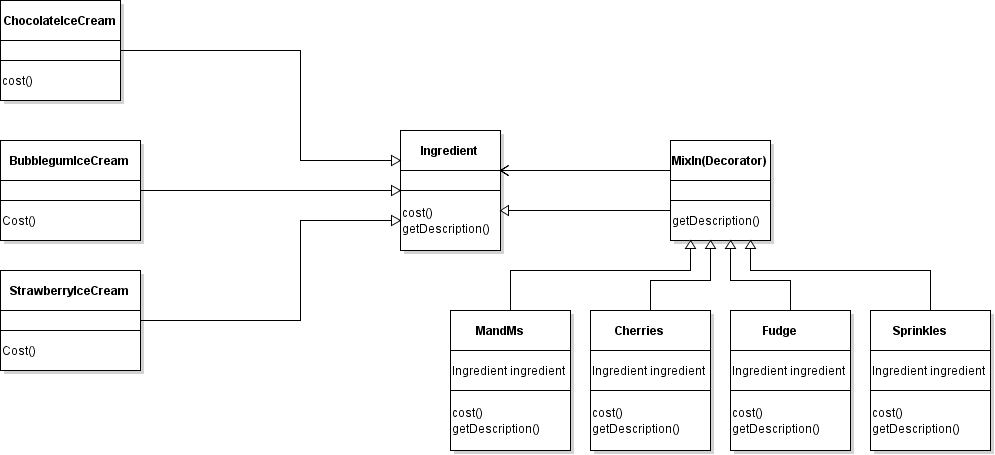 ChocolateIceCream
cost()
BubblegumIceCream
Cost()
StrawberryIceCream
Cost()
Ingredient
cost()
getDescription()
MixIn(Decorator)
getDescription()
MandMs
Ingredient ingredient
cost()
getDescription()
Cherries
Ingredient ingredient
cost()
getDescription()
Fudge
Ingredient ingredient
cost()
getDescription()
Sprinkles
Ingredient ingredient
cost()
getDescription()